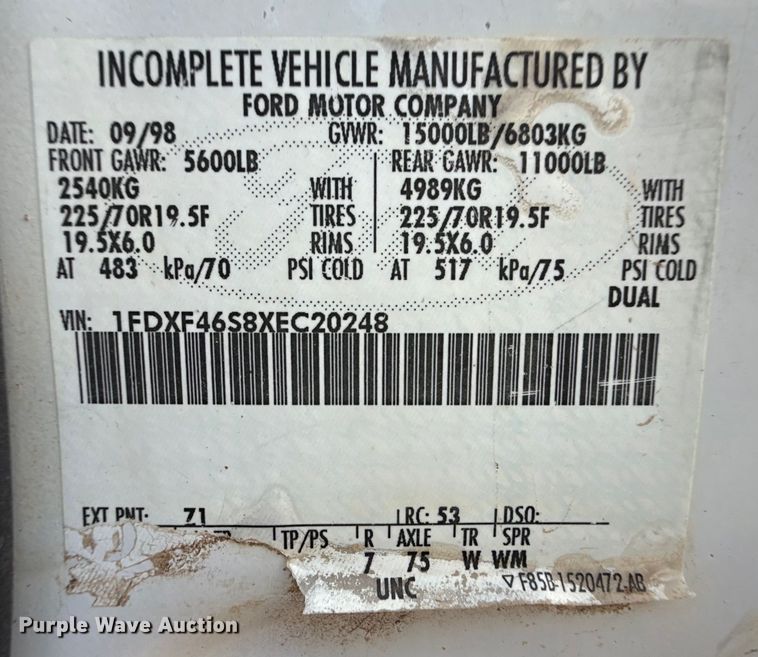 INCOMPLETE VEHICLE MANUFACTURED BY
FORD MOTOR COMPANY
DATE: 09/98 GVWR: 15000LB/6803KG
FRONT GAWR: 5600LB REAR GAWR: 11000LB
2540KG WITH 4989KG WITH
225/70R19.5F TIRES 225/70R19.5F TIRES
19.5X6.0 RIMS 19.5X6.0 RIMS
AT 483 kPa/70 PSI COLD AT 517 kPa/75 PSI COLD
DUAL
VIN: 1FDXF46S8XEC20248
EXT PNT: 71 RC: 53 DSO:
TP/PS R AXLE TR SPR
7 75 W WM
UNC F85B-1520472-AB
Purple Wave Auction